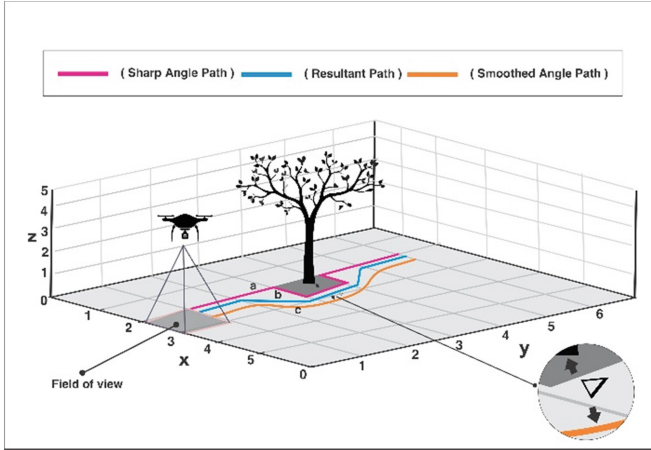 ( Sharp Angle Path ) ( Resultant Path ) ( Smoothed Angle Path )
5
4
3
2
1
0
N
1
2
3
4
5
0
x
1
2
3
4
5
6
y
a
b
c
Field of view